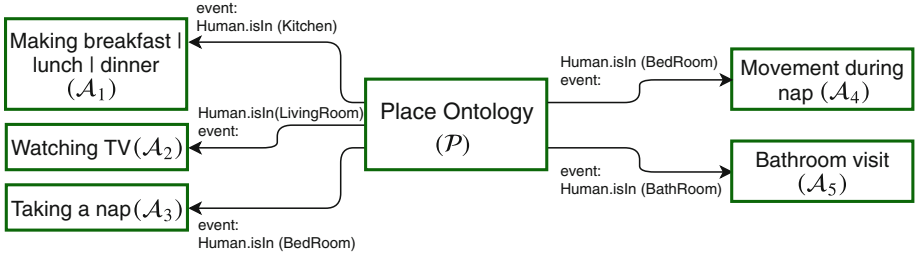 event:
Human.isIn (Kitchen)
Making breakfast |
lunch | dinner
(𝒜₁)
Human.isIn(LivingRoom)
event:
Watching TV (𝒜₂)
Taking a nap (𝒜₃)
event:
Human.isIn (BedRoom)
Place Ontology
(𝒫)
Human.isIn (BedRoom)
event:
Movement during
nap (𝒜₄)
event:
Human.isIn (BathRoom)
Bathroom visit
(𝒜₅)